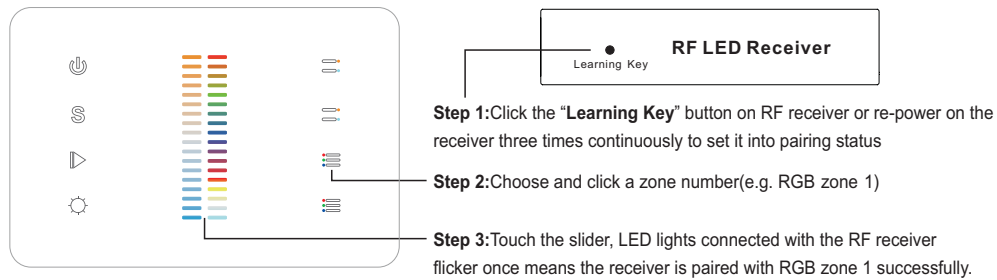 RF LED Receiver
Learning Key
S
Step 1:Click the “Learning Key” button on RF receiver or re-power on the
receiver three times continuously to set it into pairing status
Step 2:Choose and click a zone number(e.g. RGB zone 1)
Step 3:Touch the slider, LED lights connected with the RF receiver
flicker once means the receiver is paired with RGB zone 1 successfully.